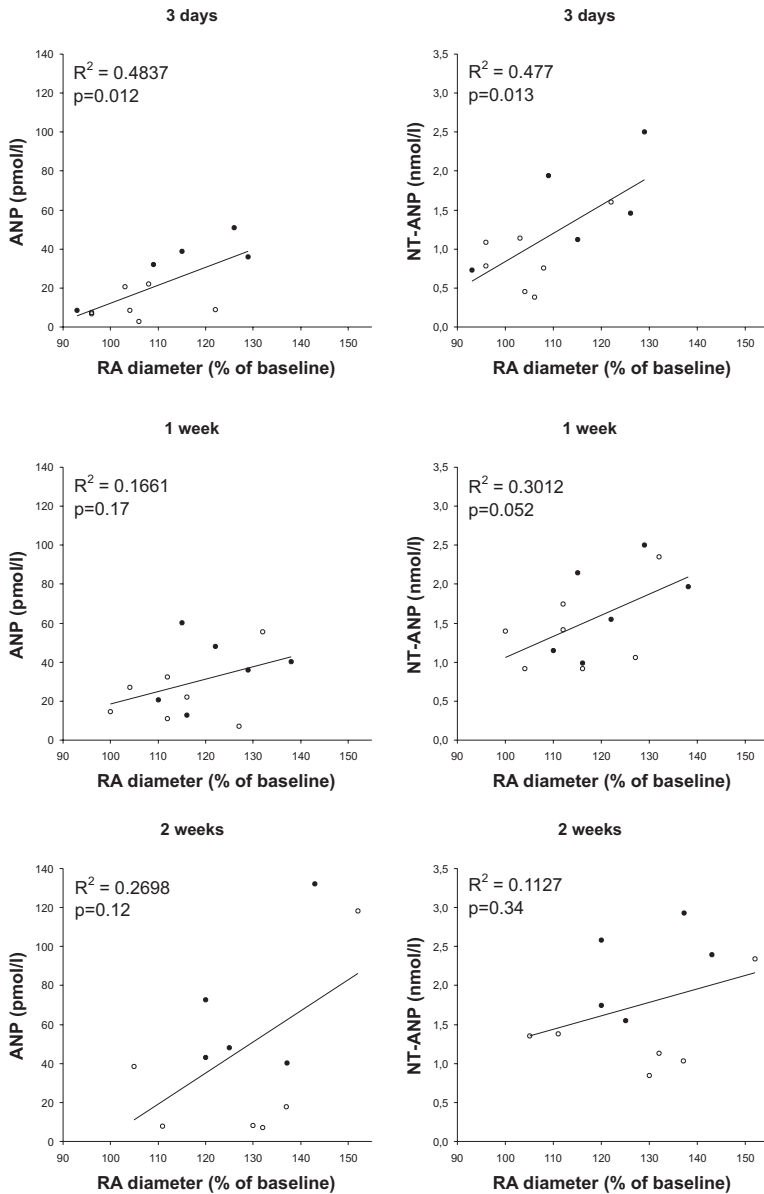 3 days
3 days
R² = 0.4837
p=0.012
ANP (pmol/l)
140
120
100
80
60
40
20
0
90 100 110 120 130 140 150
RA diameter (% of baseline)
R² = 0.477
p=0.013
NT-ANP (nmol/l)
3,5
3,0
2,5
2,0
1,5
1,0
0,5
0,0
90 100 110 120 130 140 150
RA diameter (% of baseline)
1 week
1 week
R² = 0.1661
p=0.17
ANP (pmol/l)
140
120
100
80
60
40
20
0
90 100 110 120 130 140 150
RA diameter (% of baseline)
R² = 0.3012
p=0.052
NT-ANP (nmol/l)
3,5
3,0
2,5
2,0
1,5
1,0
0,5
0,0
90 100 110 120 130 140 150
RA diameter (% of baseline)
2 weeks
2 weeks
R² = 0.2698
p=0.12
ANP (pmol/l)
140
120
100
80
60
40
20
0
90 100 110 120 130 140 150
RA diameter (% of baseline)
R² = 0.1127
p=0.34
NT-ANP (nmol/l)
3,5
3,0
2,5
2,0
1,5
1,0
0,5
0,0
90 100 110 120 130 140 150
RA diameter (% of baseline)